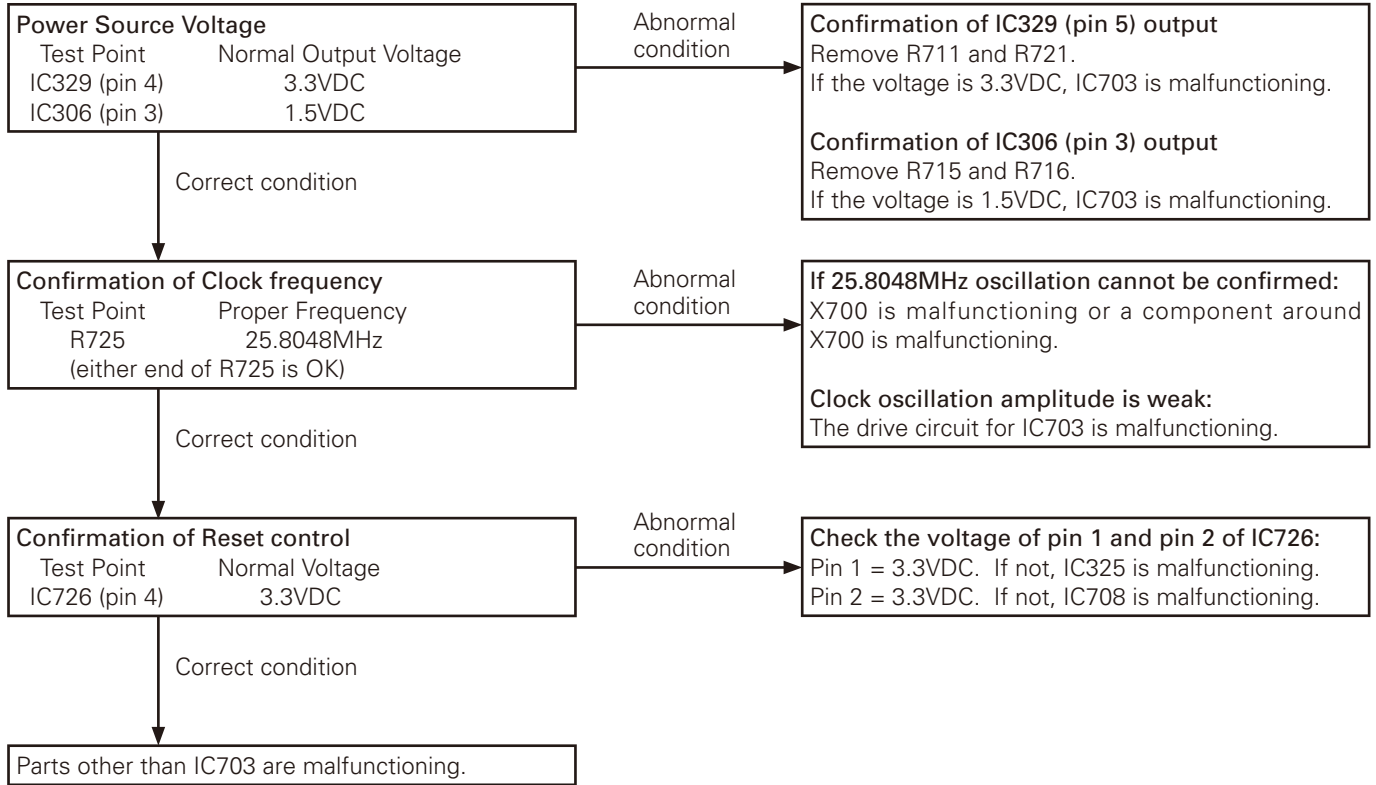 Power Source Voltage
Test Point Normal Output Voltage
IC329 (pin 4) 3.3VDC
IC306 (pin 3) 1.5VDC
Abnormal
condition
Confirmation of IC329 (pin 5) output
Remove R711 and R721.
If the voltage is 3.3VDC, IC703 is malfunctioning.
Confirmation of IC306 (pin 3) output
Remove R715 and R716.
If the voltage is 1.5VDC, IC703 is malfunctioning.
Correct condition
Confirmation of Clock frequency
Test Point Proper Frequency
R725 25.8048MHz
(either end of R725 is OK)
Abnormal
condition
If 25.8048MHz oscillation cannot be confirmed:
X700 is malfunctioning or a component around
X700 is malfunctioning.
Clock oscillation amplitude is weak:
The drive circuit for IC703 is malfunctioning.
Correct condition
Confirmation of Reset control
Test Point Normal Voltage
IC726 (pin 4) 3.3VDC
Abnormal
condition
Check the voltage of pin 1 and pin 2 of IC726:
Pin 1 = 3.3VDC. If not, IC325 is malfunctioning.
Pin 2 = 3.3VDC. If not, IC708 is malfunctioning.
Correct condition
Parts other than IC703 are malfunctioning.